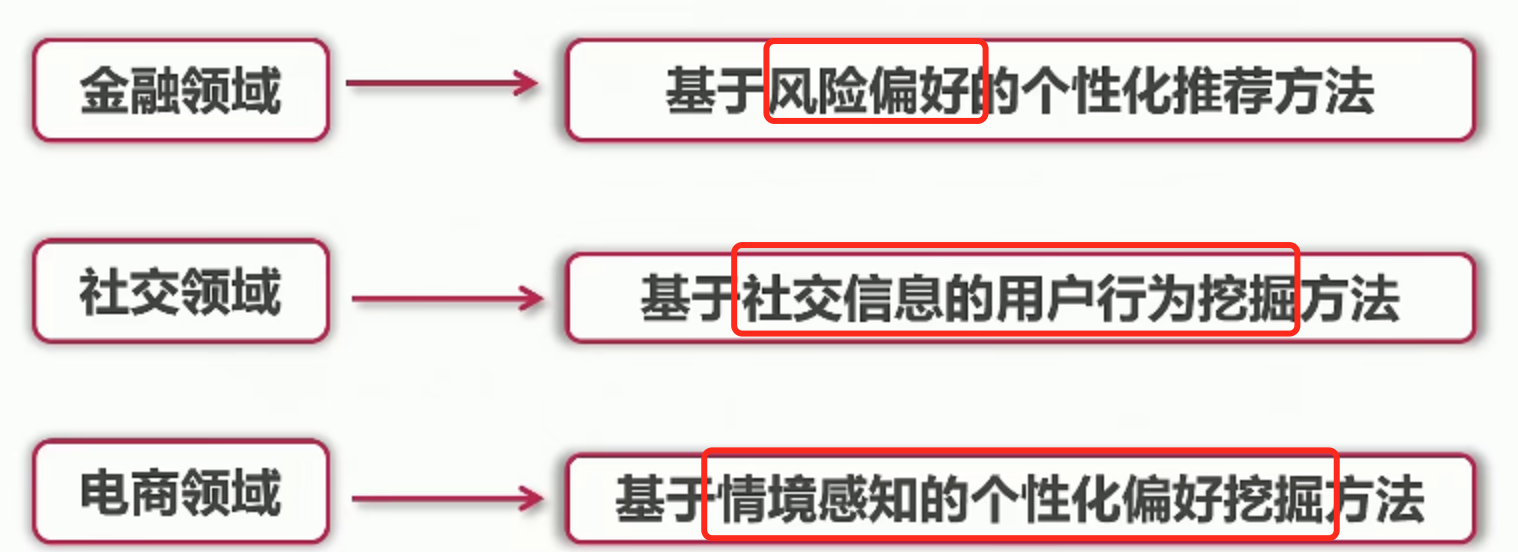 金融领域
基于风险偏好的个性化推荐方法
社交领域
基于社交信息的用户行为挖掘方法
电商领域
基于情境感知的个性化偏好挖掘方法